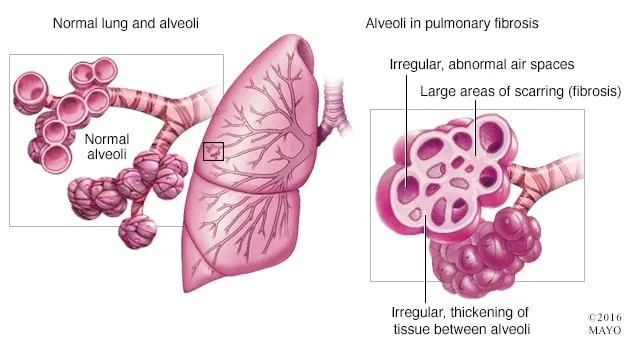 Normal lung and alveoli
Alveoli in pulmonary fibrosis
Irregular, abnormal air spaces
Large areas of scarring (fibrosis)
Normal
alveoli
Irregular, thickening of
tissue between alveoli
©2016
MAYO